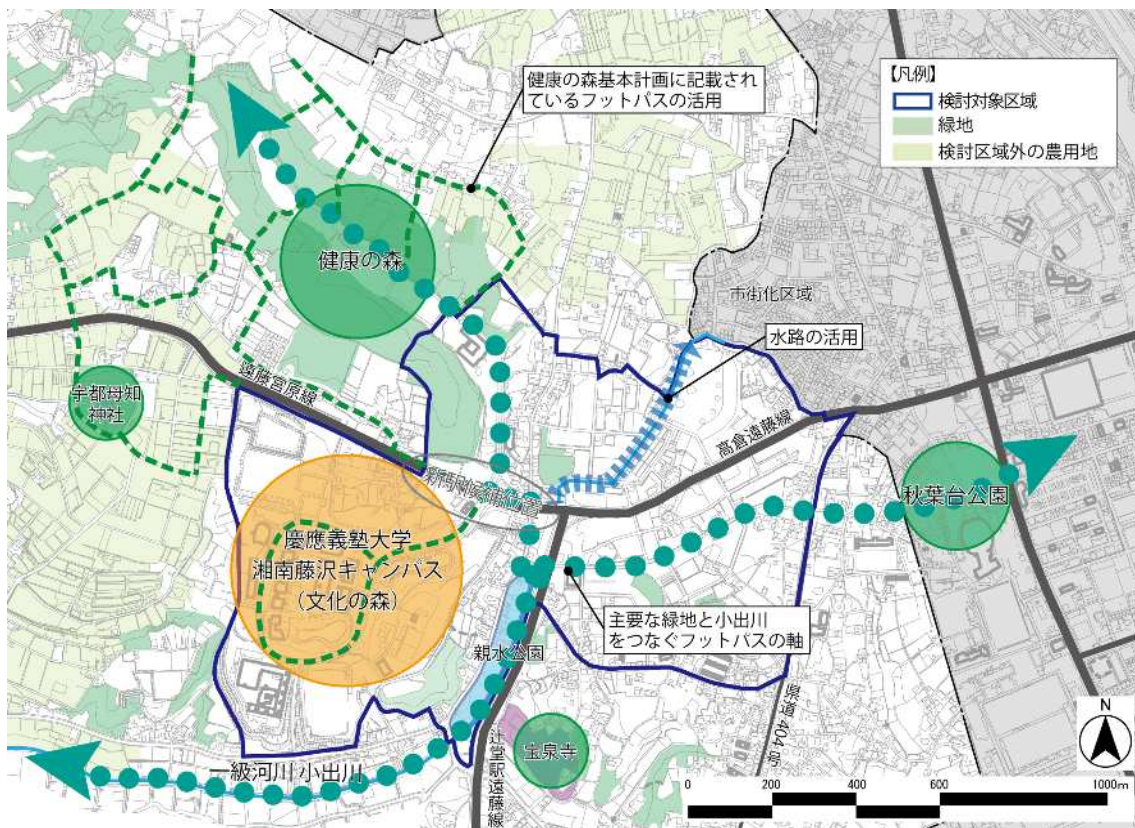 健康の森基本計画に記載され
ているフットパスの活用
【凡例】
検討対象区域
緑地
検討区域外の農用地
健康の森
市街化区域
水路の活用
遠藤宮原線
宇都母知
神社
高倉遠藤線
秋葉台公園
慶應義塾大学
湘南藤沢キャンパス
(文化の森)
主要な緑地と小出川
をつなぐフットパスの軸
親水公園
県道404号
宝泉寺
辻堂駅遠藤線
一級河川 小出川
N
0 200 400 600 1000m